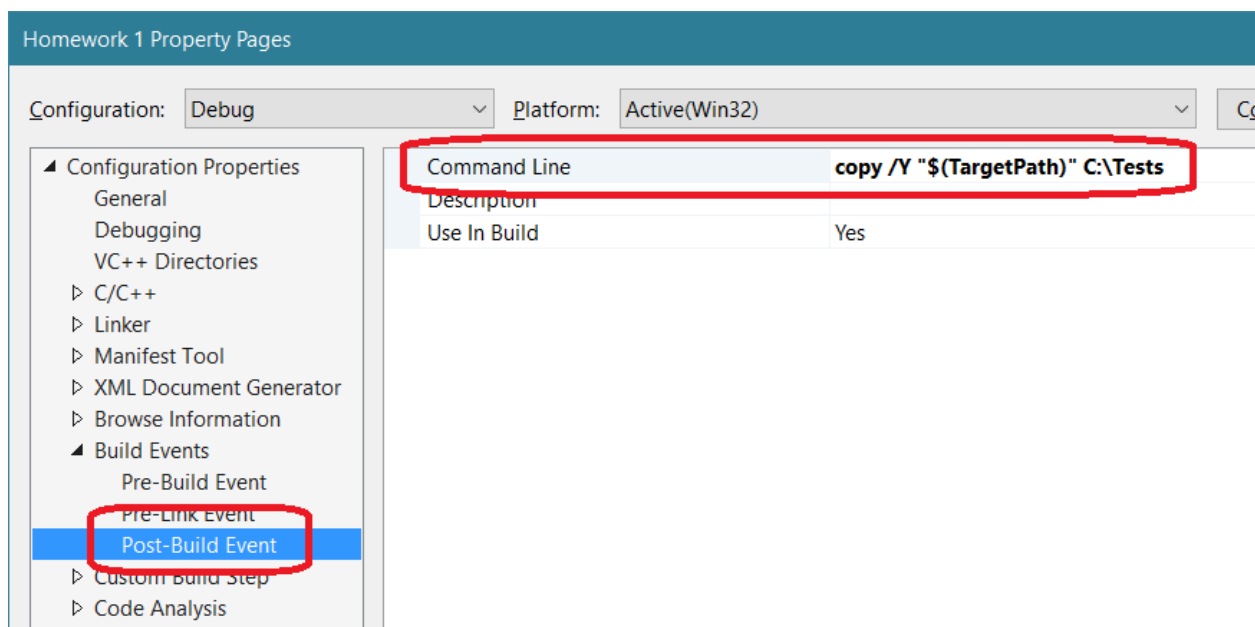 Homework 1 Property Pages
Configuration: Debug Platform: Active(Win32)
Configuration Properties
General
Debugging
VC++ Directories
C/C++
Linker
Manifest Tool
XML Document Generator
Browse Information
Build Events
Pre-Build Event
Pre-Link Event
Post-Build Event
Custom Build Step
Code Analysis
Command Line copy /Y "$(TargetPath)" C:\Tests
Description
Use In Build Yes